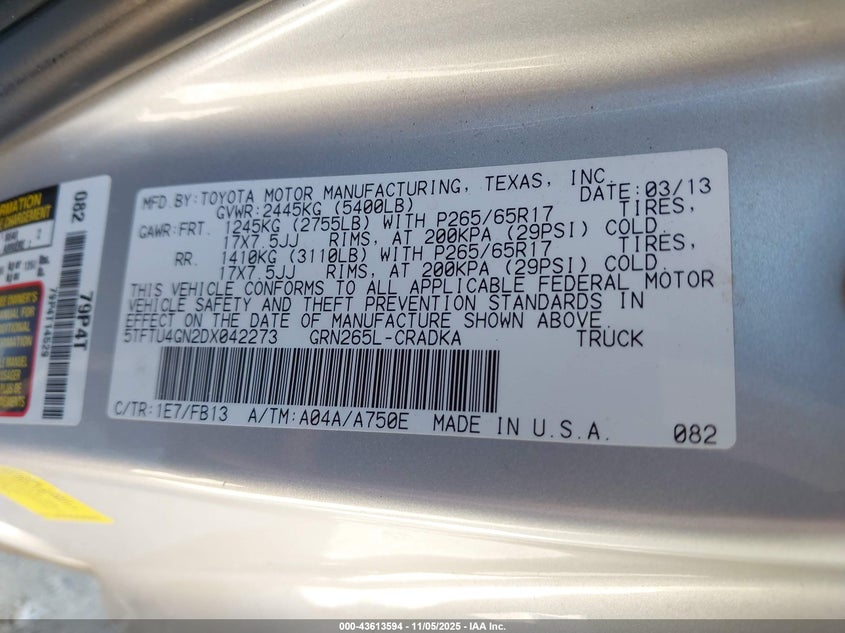 MFD.BY:TOYOTA MOTOR MANUFACTURING, TEXAS, INC.
DATE:03/13
GVWR:2445KG (5400LB)
GAWR:FRT. 1245KG (2755LB) WITH P265/65R17 TIRES,
17X7.5JJ RIMS, AT 200KPA (29PSI) COLD.
RR. 1410KG (3110LB) WITH P265/65R17 TIRES,
17X7.5JJ RIMS, AT 200KPA (29PSI) COLD.
THIS VEHICLE CONFORMS TO ALL APPLICABLE FEDERAL MOTOR
VEHICLE SAFETY AND THEFT PREVENTION STANDARDS IN
EFFECT ON THE DATE OF MANUFACTURE SHOWN ABOVE.
5TFTU4GN2DX042273 GRN265L-CRADKA TRUCK
C/TR:1E7/FB13 A/TM:A04A/A750E MADE IN U.S.A.
082
082
79P4T
79P4T14529
000-43613594 - 11/05/2025 - IAA Inc.